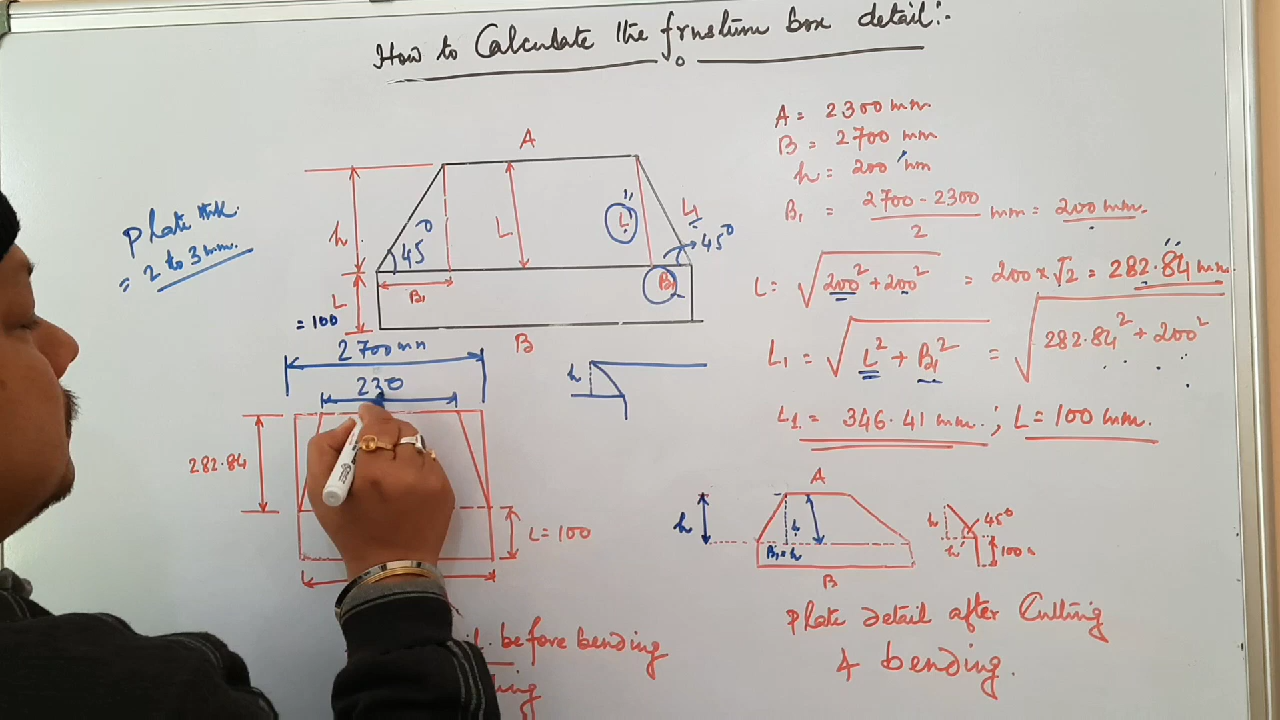 How to Calculate the frustum box detail:-
A
h
45°
L
L
L1
45°
B1
B1
L
= 100
B
Plate thk.
= 2 to 3 mm.
A = 2300 mm
B = 2700 mm
h = 200 mm
B1 = 2700 - 2300 / 2 mm = 200 mm.
L = √200² + 200² = 200 x √2 = 282.84 mm
L1 = √L² + B1² = √282.84² + 200²
L1 = 346.41 mm. ; L = 100 mm.
2700 mm
230
282.84
L = 100
h
before bending
A
h
h
B1 = h
B
h
45°
h'
100
Plate Detail after Cutting
& bending.